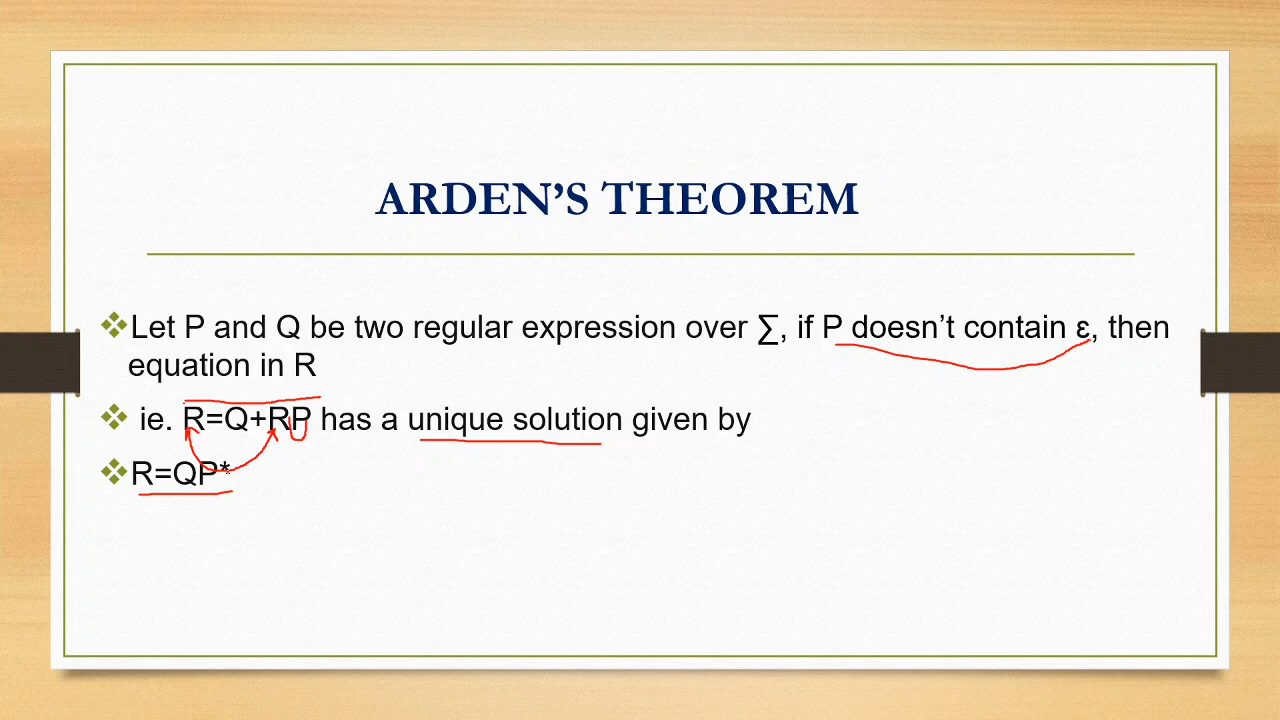 ARDEN’S THEOREM
❖Let P and Q be two regular expression over ∑, if P doesn’t contain ε, then
equation in R
❖ ie. R=Q+RP has a unique solution given by
❖R=QP*